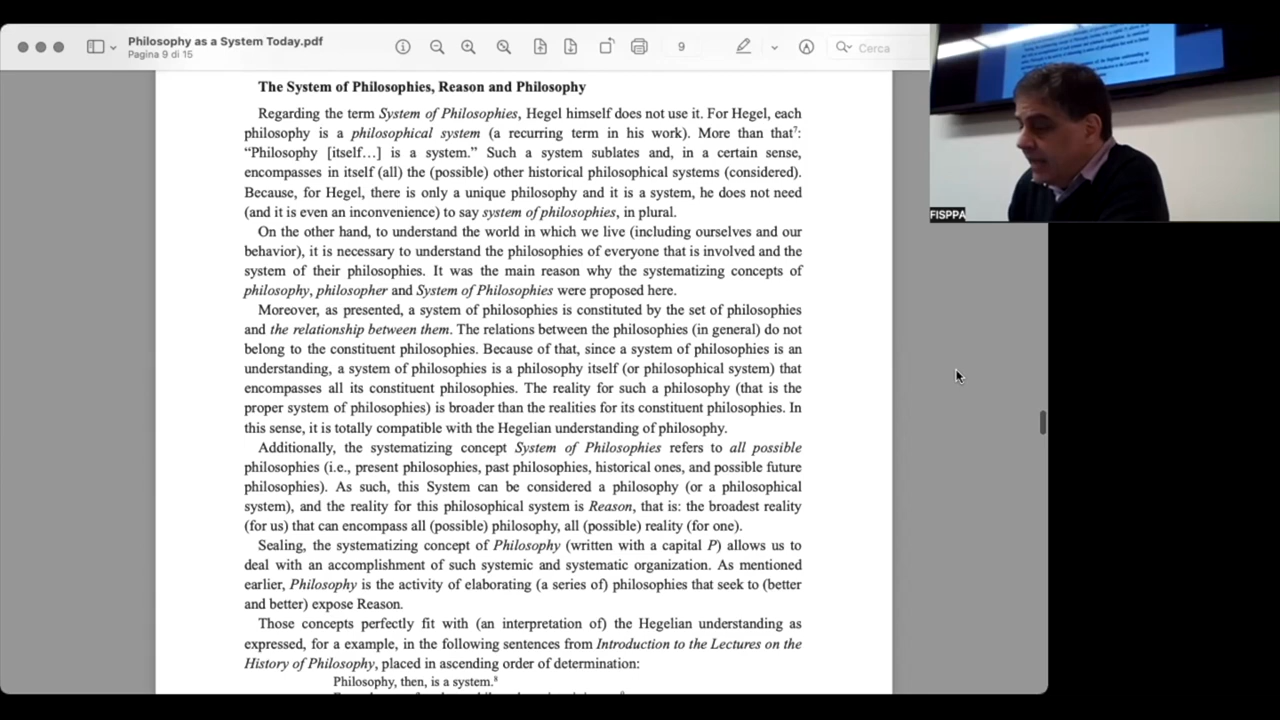 Philosophy as a System Today.pdf
Pagina 9 di 15
9
Cerca
FISPPA
The System of Philosophies, Reason and Philosophy
Regarding the term System of Philosophies, Hegel himself does not use it. For Hegel, each
philosophy is a philosophical system (a recurring term in his work). More than that⁷:
“Philosophy [itself…] is a system.” Such a system sublates and, in a certain sense,
encompasses in itself (all) the (possible) other historical philosophical systems (considered).
Because, for Hegel, there is only a unique philosophy and it is a system, he does not need
(and it is even an inconvenience) to say system of philosophies, in plural.
On the other hand, to understand the world in which we live (including ourselves and our
behavior), it is necessary to understand the philosophies of everyone that is involved and the
system of their philosophies. It was the main reason why the systematizing concepts of
philosophy, philosopher and System of Philosophies were proposed here.
Moreover, as presented, a system of philosophies is constituted by the set of philosophies
and the relationship between them. The relations between the philosophies (in general) do not
belong to the constituent philosophies. Because of that, since a system of philosophies is an
understanding, a system of philosophies is a philosophy itself (or philosophical system) that
encompasses all its constituent philosophies. The reality for such a philosophy (that is the
proper system of philosophies) is broader than the realities for its constituent philosophies. In
this sense, it is totally compatible with the Hegelian understanding of philosophy.
Additionally, the systematizing concept System of Philosophies refers to all possible
philosophies (i.e., present philosophies, past philosophies, historical ones, and possible future
philosophies). As such, this System can be considered a philosophy (or a philosophical
system), and the reality for this philosophical system is Reason, that is: the broadest reality
(for us) that can encompass all (possible) philosophy, all (possible) reality (for one).
Sealing, the systematizing concept of Philosophy (written with a capital P) allows us to
deal with an accomplishment of such systemic and systematic organization. As mentioned
earlier, Philosophy is the activity of elaborating (a series of) philosophies that seek to (better
and better) expose Reason.
Those concepts perfectly fit with (an interpretation of) the Hegelian understanding as
expressed, for a example, in the following sentences from Introduction to the Lectures on the
History of Philosophy, placed in ascending order of determination:
Philosophy, then, is a system.⁸